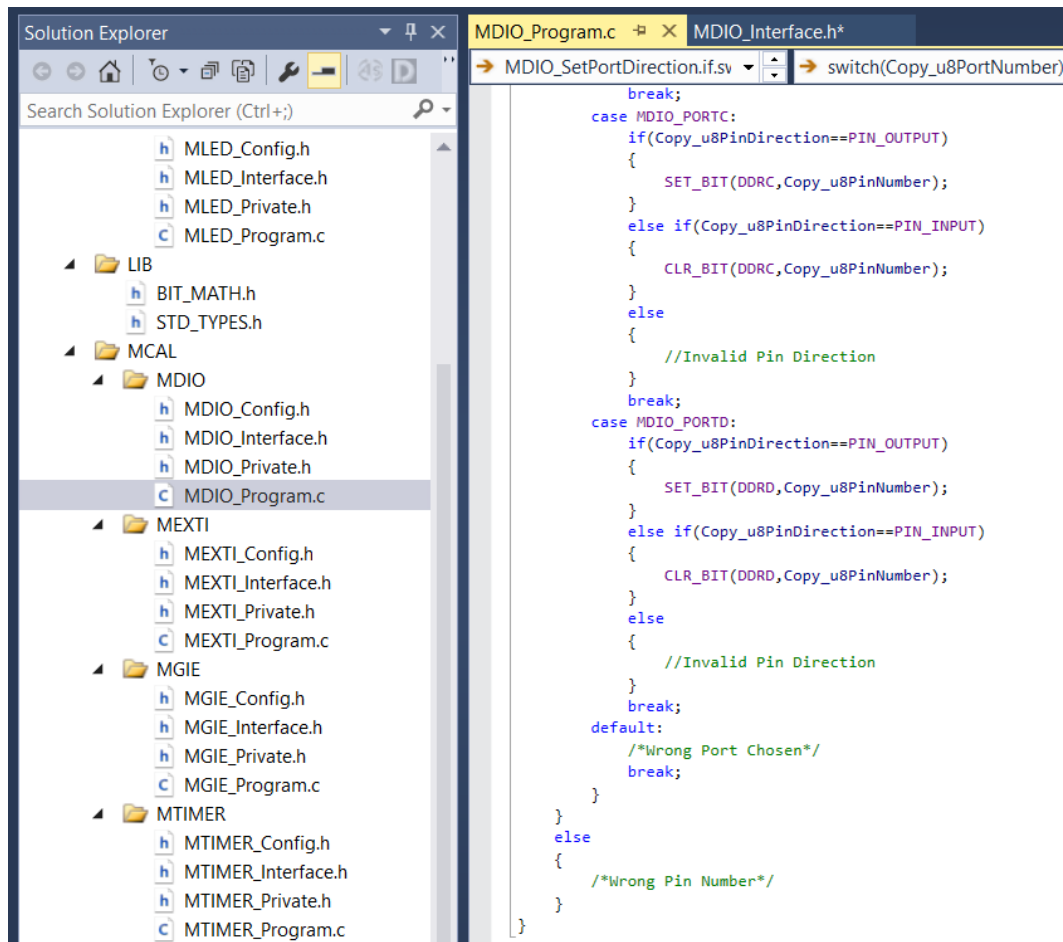 Solution Explorer
Search Solution Explorer (Ctrl+;)
MLED_Config.h
MLED_Interface.h
MLED_Private.h
MLED_Program.c
LIB
BIT_MATH.h
STD_TYPES.h
MCAL
MDIO
MDIO_Config.h
MDIO_Interface.h
MDIO_Private.h
MDIO_Program.c
MEXTI
MEXTI_Config.h
MEXTI_Interface.h
MEXTI_Private.h
MEXTI_Program.c
MGIE
MGIE_Config.h
MGIE_Interface.h
MGIE_Private.h
MGIE_Program.c
MTIMER
MTIMER_Config.h
MTIMER_Interface.h
MTIMER_Private.h
MTIMER_Program.c
MDIO_Program.c MDIO_Interface.h*
MDIO_SetPortDirection.if.sw switch(Copy_u8PortNumber)
break;
case MDIO_PORTC:
if(Copy_u8PinDirection==PIN_OUTPUT)
{
SET_BIT(DDRC,Copy_u8PinNumber);
}
else if(Copy_u8PinDirection==PIN_INPUT)
{
CLR_BIT(DDRC,Copy_u8PinNumber);
}
else
{
//Invalid Pin Direction
}
break;
case MDIO_PORTD:
if(Copy_u8PinDirection==PIN_OUTPUT)
{
SET_BIT(DDRD,Copy_u8PinNumber);
}
else if(Copy_u8PinDirection==PIN_INPUT)
{
CLR_BIT(DDRD,Copy_u8PinNumber);
}
else
{
//Invalid Pin Direction
}
break;
default:
/*Wrong Port Chosen*/
break;
}
}
else
{
/*Wrong Pin Number*/
}
}